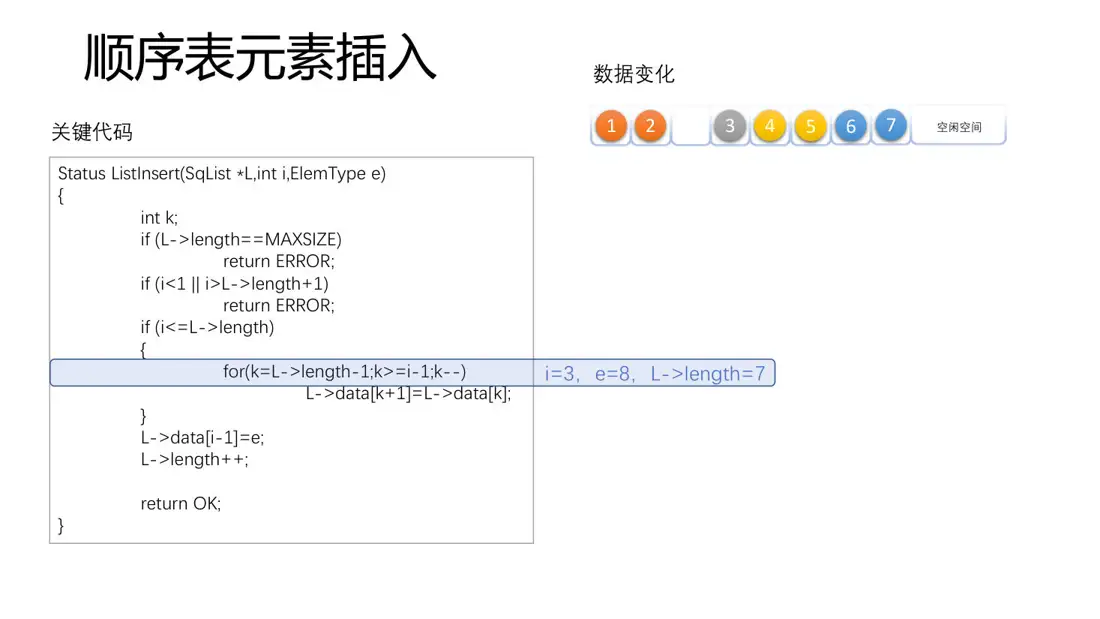 顺序表元素插入
数据变化
1 2 3 4 5 6 7 空闲空间
关键代码
Status ListInsert(SqList *L,int i,ElemType e)
{
int k;
if (L->length==MAXSIZE)
return ERROR;
if (i<1 || i>L->length+1)
return ERROR;
if (i<=L->length)
{
for(k=L->length-1;k>=i-1;k--)
i=3，e=8，L->length=7
L->data[k+1]=L->data[k];
}
L->data[i-1]=e;
L->length++;
return OK;
}